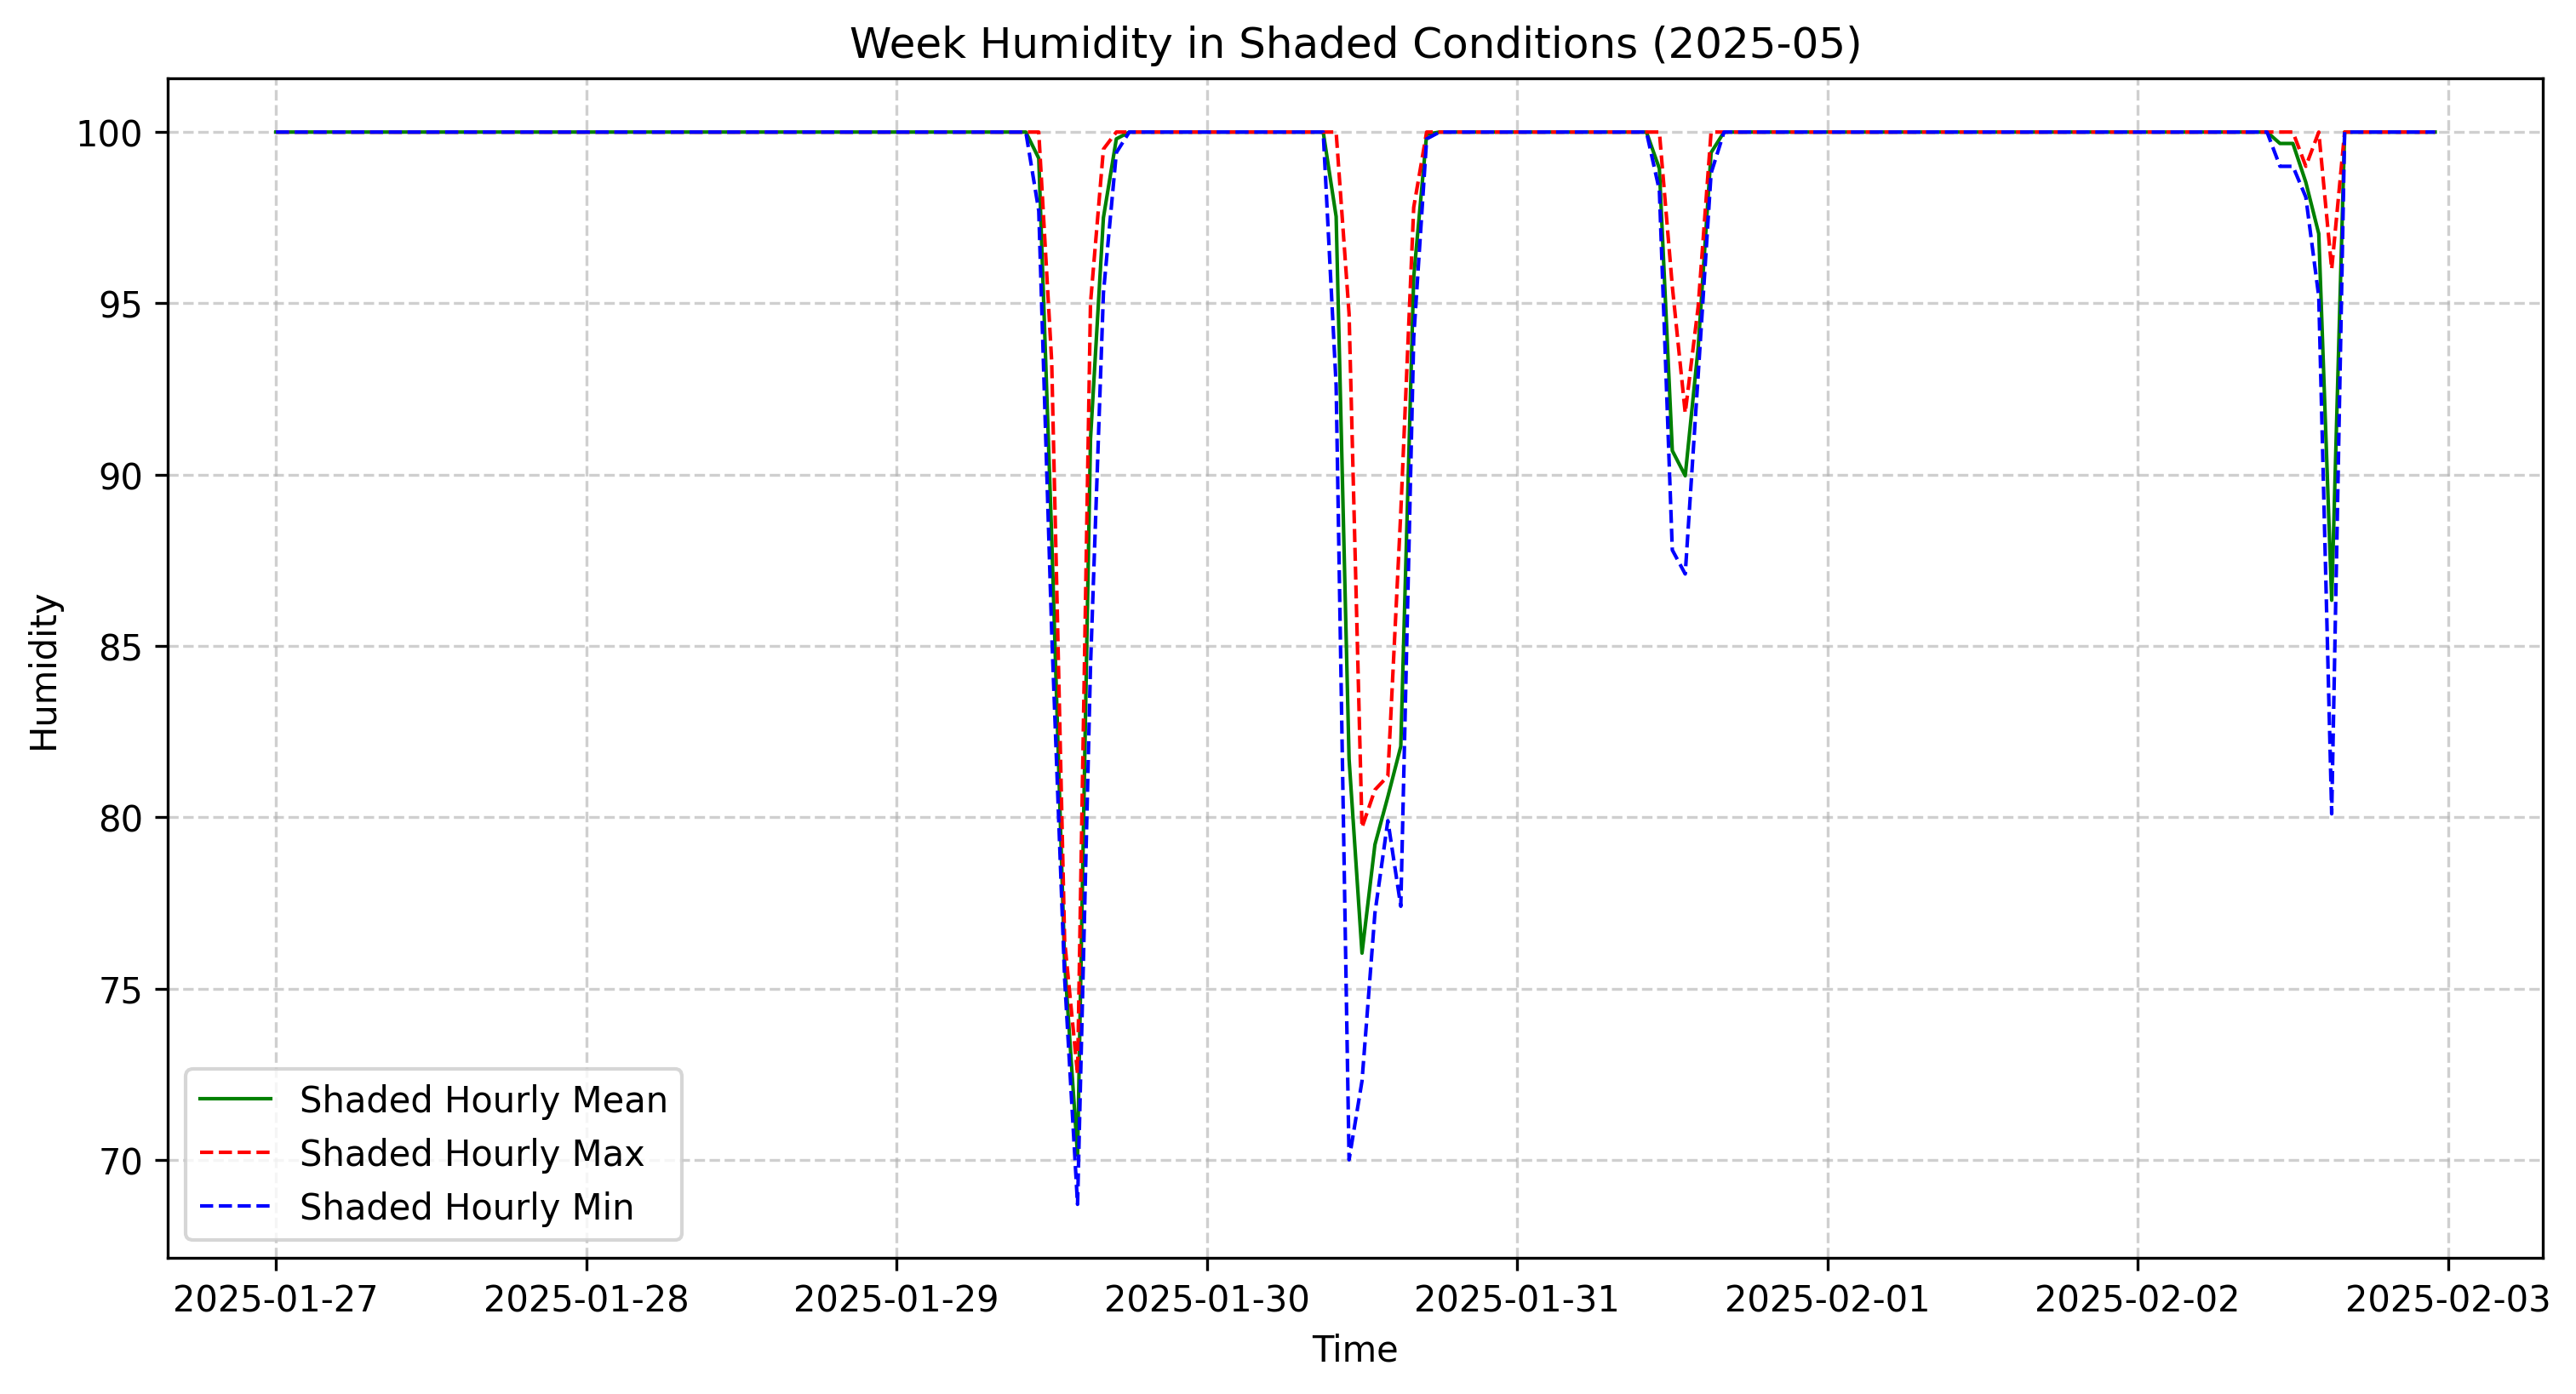 Week Humidity in Shaded Conditions (2025-05)
Humidity
100
95
90
85
80
75
70
Shaded Hourly Mean
Shaded Hourly Max
Shaded Hourly Min
2025-01-27
2025-01-28
2025-01-29
2025-01-30
2025-01-31
2025-02-01
2025-02-02
2025-02-03
Time